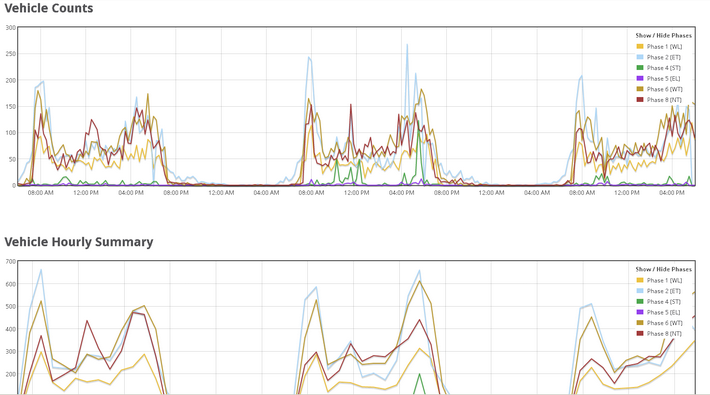 Vehicle Counts
300
250
200
150
100
50
0
Show / Hide Phases
Phase 1 [WL]
Phase 2 [ET]
Phase 4 [ST]
Phase 5 [EL]
Phase 6 [WT]
Phase 8 [NT]
08:00 AM 12:00 PM 04:00 PM 08:00 PM 12:00 AM 04:00 AM 08:00 AM 12:00 PM 04:00 PM 08:00 PM 12:00 AM 04:00 AM 08:00 AM 12:00 PM 04:00 PM
Vehicle Hourly Summary
700
600
500
400
300
200
Show / Hide Phases
Phase 1 [WL]
Phase 2 [ET]
Phase 4 [ST]
Phase 5 [EL]
Phase 6 [WT]
Phase 8 [NT]